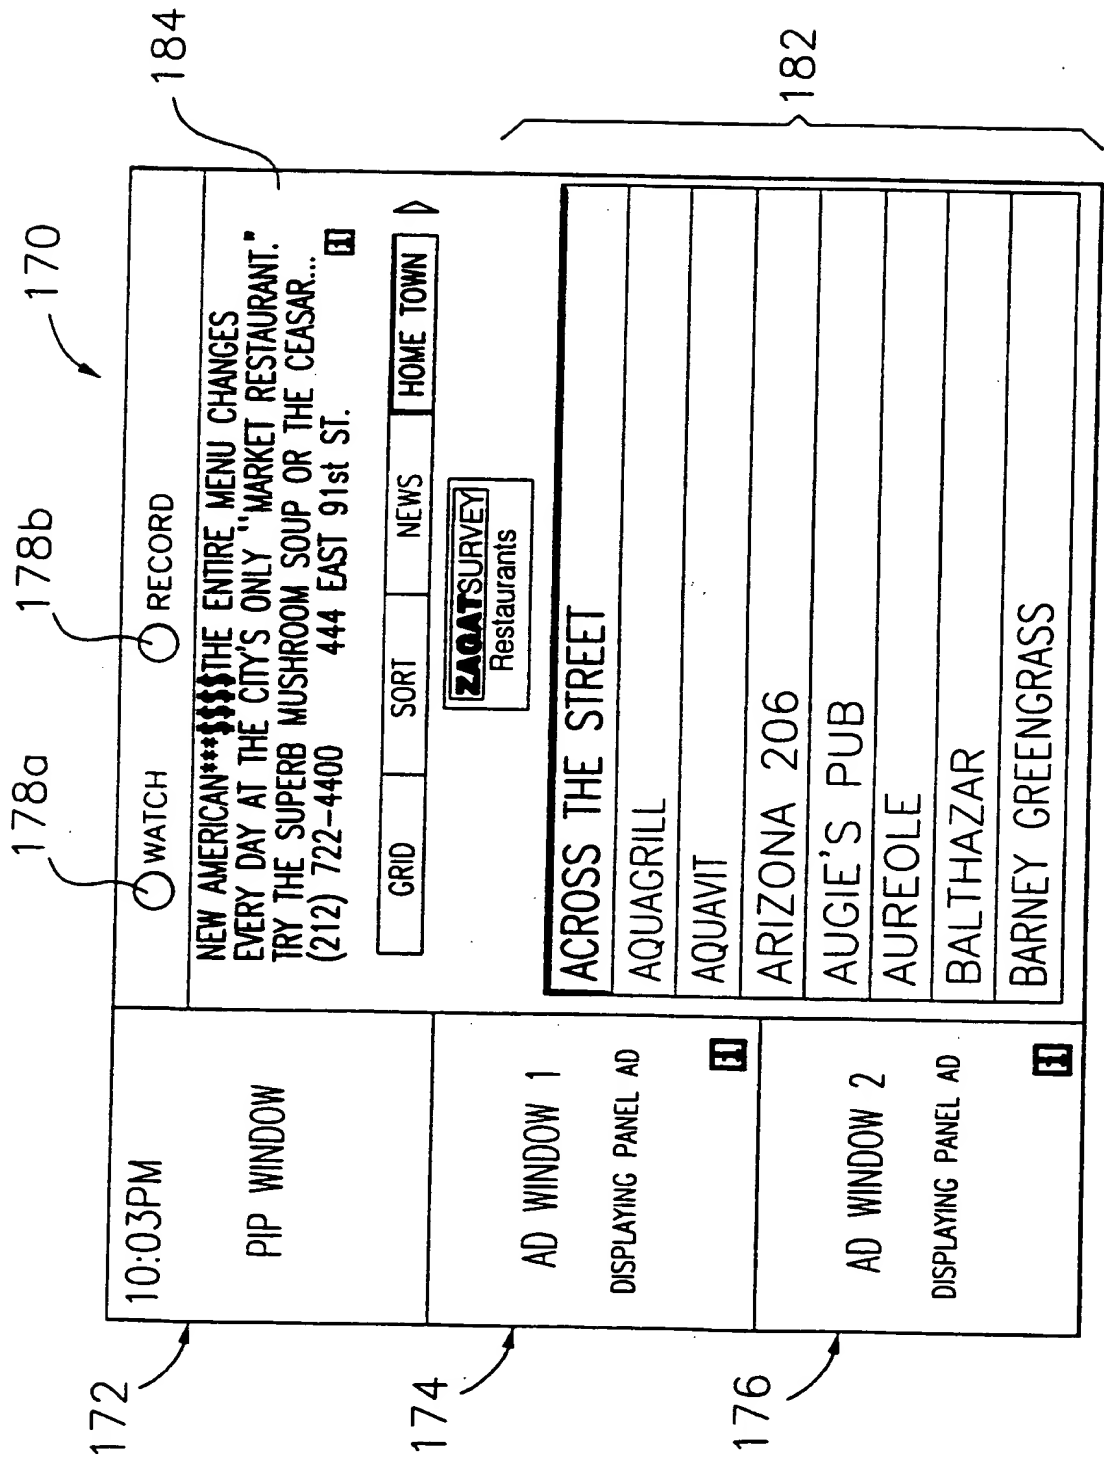 170
178a
178b
10:03PM
WATCH
RECORD
184
172
PIP WINDOW
NEW AMERICAN***$$$$THE ENTIRE MENU CHANGES
EVERY DAY AT THE CITY'S ONLY "MARKET RESTAURANT."
TRY THE SUPERB MUSHROOM SOUP OR THE CEASAR...
(212) 722-4400 444 EAST 91st ST.
i
GRID
SORT
NEWS
HOME TOWN
174
AD WINDOW 1
DISPLAYING PANEL AD
i
ZAGATSURVEY
Restaurants
ACROSS THE STREET
AQUAGRILL
AQUAVIT
ARIZONA 206
AUGIE'S PUB
AUREOLE
BALTHAZAR
BARNEY GREENGRASS
182
176
AD WINDOW 2
DISPLAYING PANEL AD
i